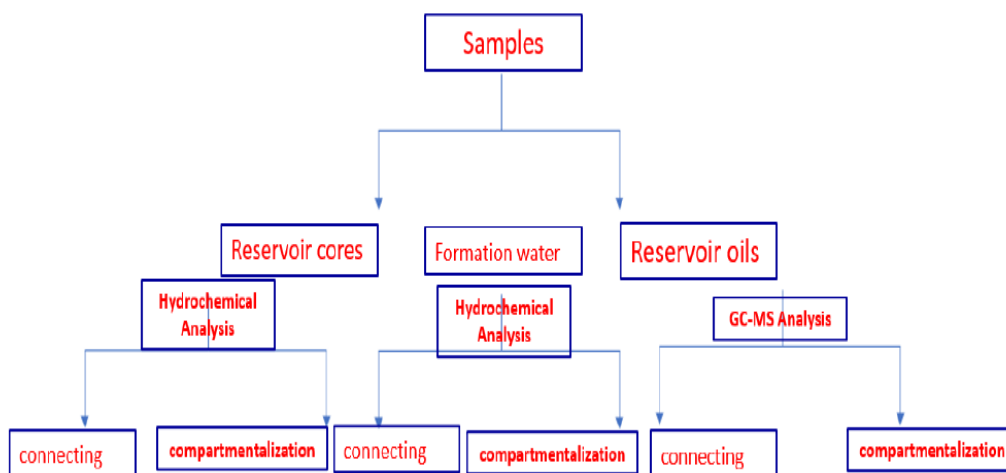 Samples
Reservoir cores
Formation water
Reservoir oils
Hydrochemical
Analysis
Hydrochemical
Analysis
GC-MS Analysis
connecting
compartmentalization
connecting
compartmentalization
connecting
compartmentalization